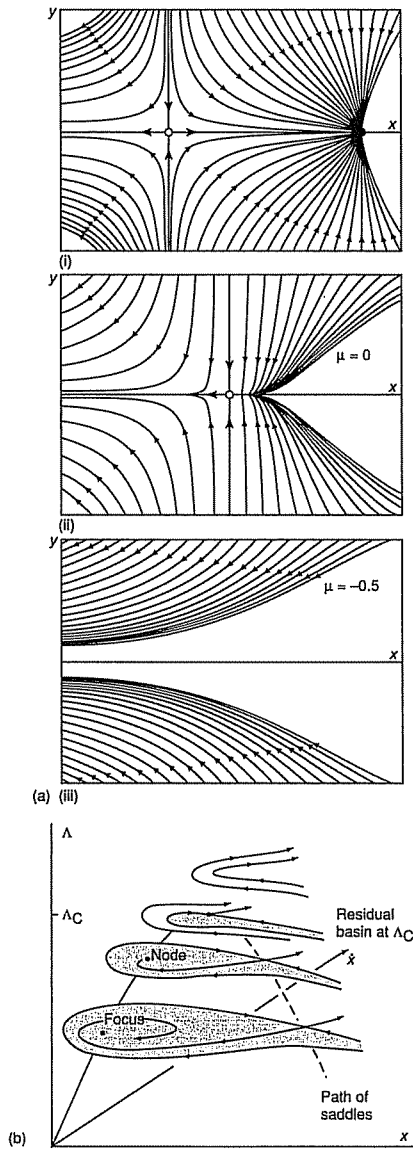 y
x
(i)
y
μ = 0
x
(ii)
y
μ = −0.5
x
(a) (iii)
Λ
Λ_C
Residual
basin at Λ_C
ẋ
Node
Focus
Path of
saddles
(b)
x